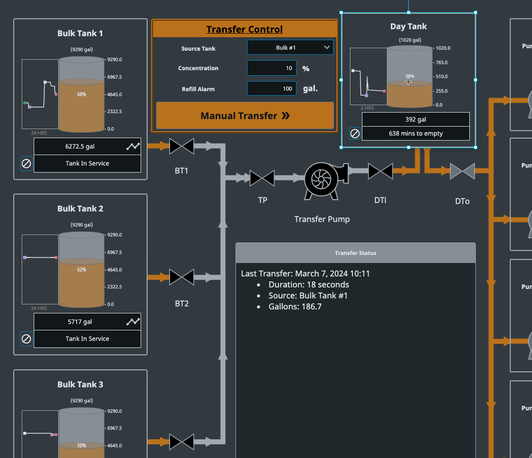 Bulk Tank 1
(9290 gal)
9290.0
6967.5
4645.0
2322.5
0.0
68%
24 HRS
6272.5 gal
Tank In Service
Transfer Control
Source Tank
Bulk #1
Concentration
10 %
Refill Alarm
100 gal.
Manual Transfer »
Day Tank
(1020 gal)
1020.0
765.0
510.0
255.0
0.0
38%
2 HRS
392 gal
638 mins to empty
BT1
TP
DTi
DTo
Transfer Pump
Bulk Tank 2
(9290 gal)
9290.0
6967.5
4645.0
2322.5
0.0
62%
24 HRS
5717 gal
Tank In Service
BT2
Transfer Status
Last Transfer: March 7, 2024 10:11
• Duration: 18 seconds
• Source: Bulk Tank #1
• Gallons: 186.7
Bulk Tank 3
(9290 gal)
9290.0
6967.5
4645.0
50%
Pu
Pu
Pu
Pu